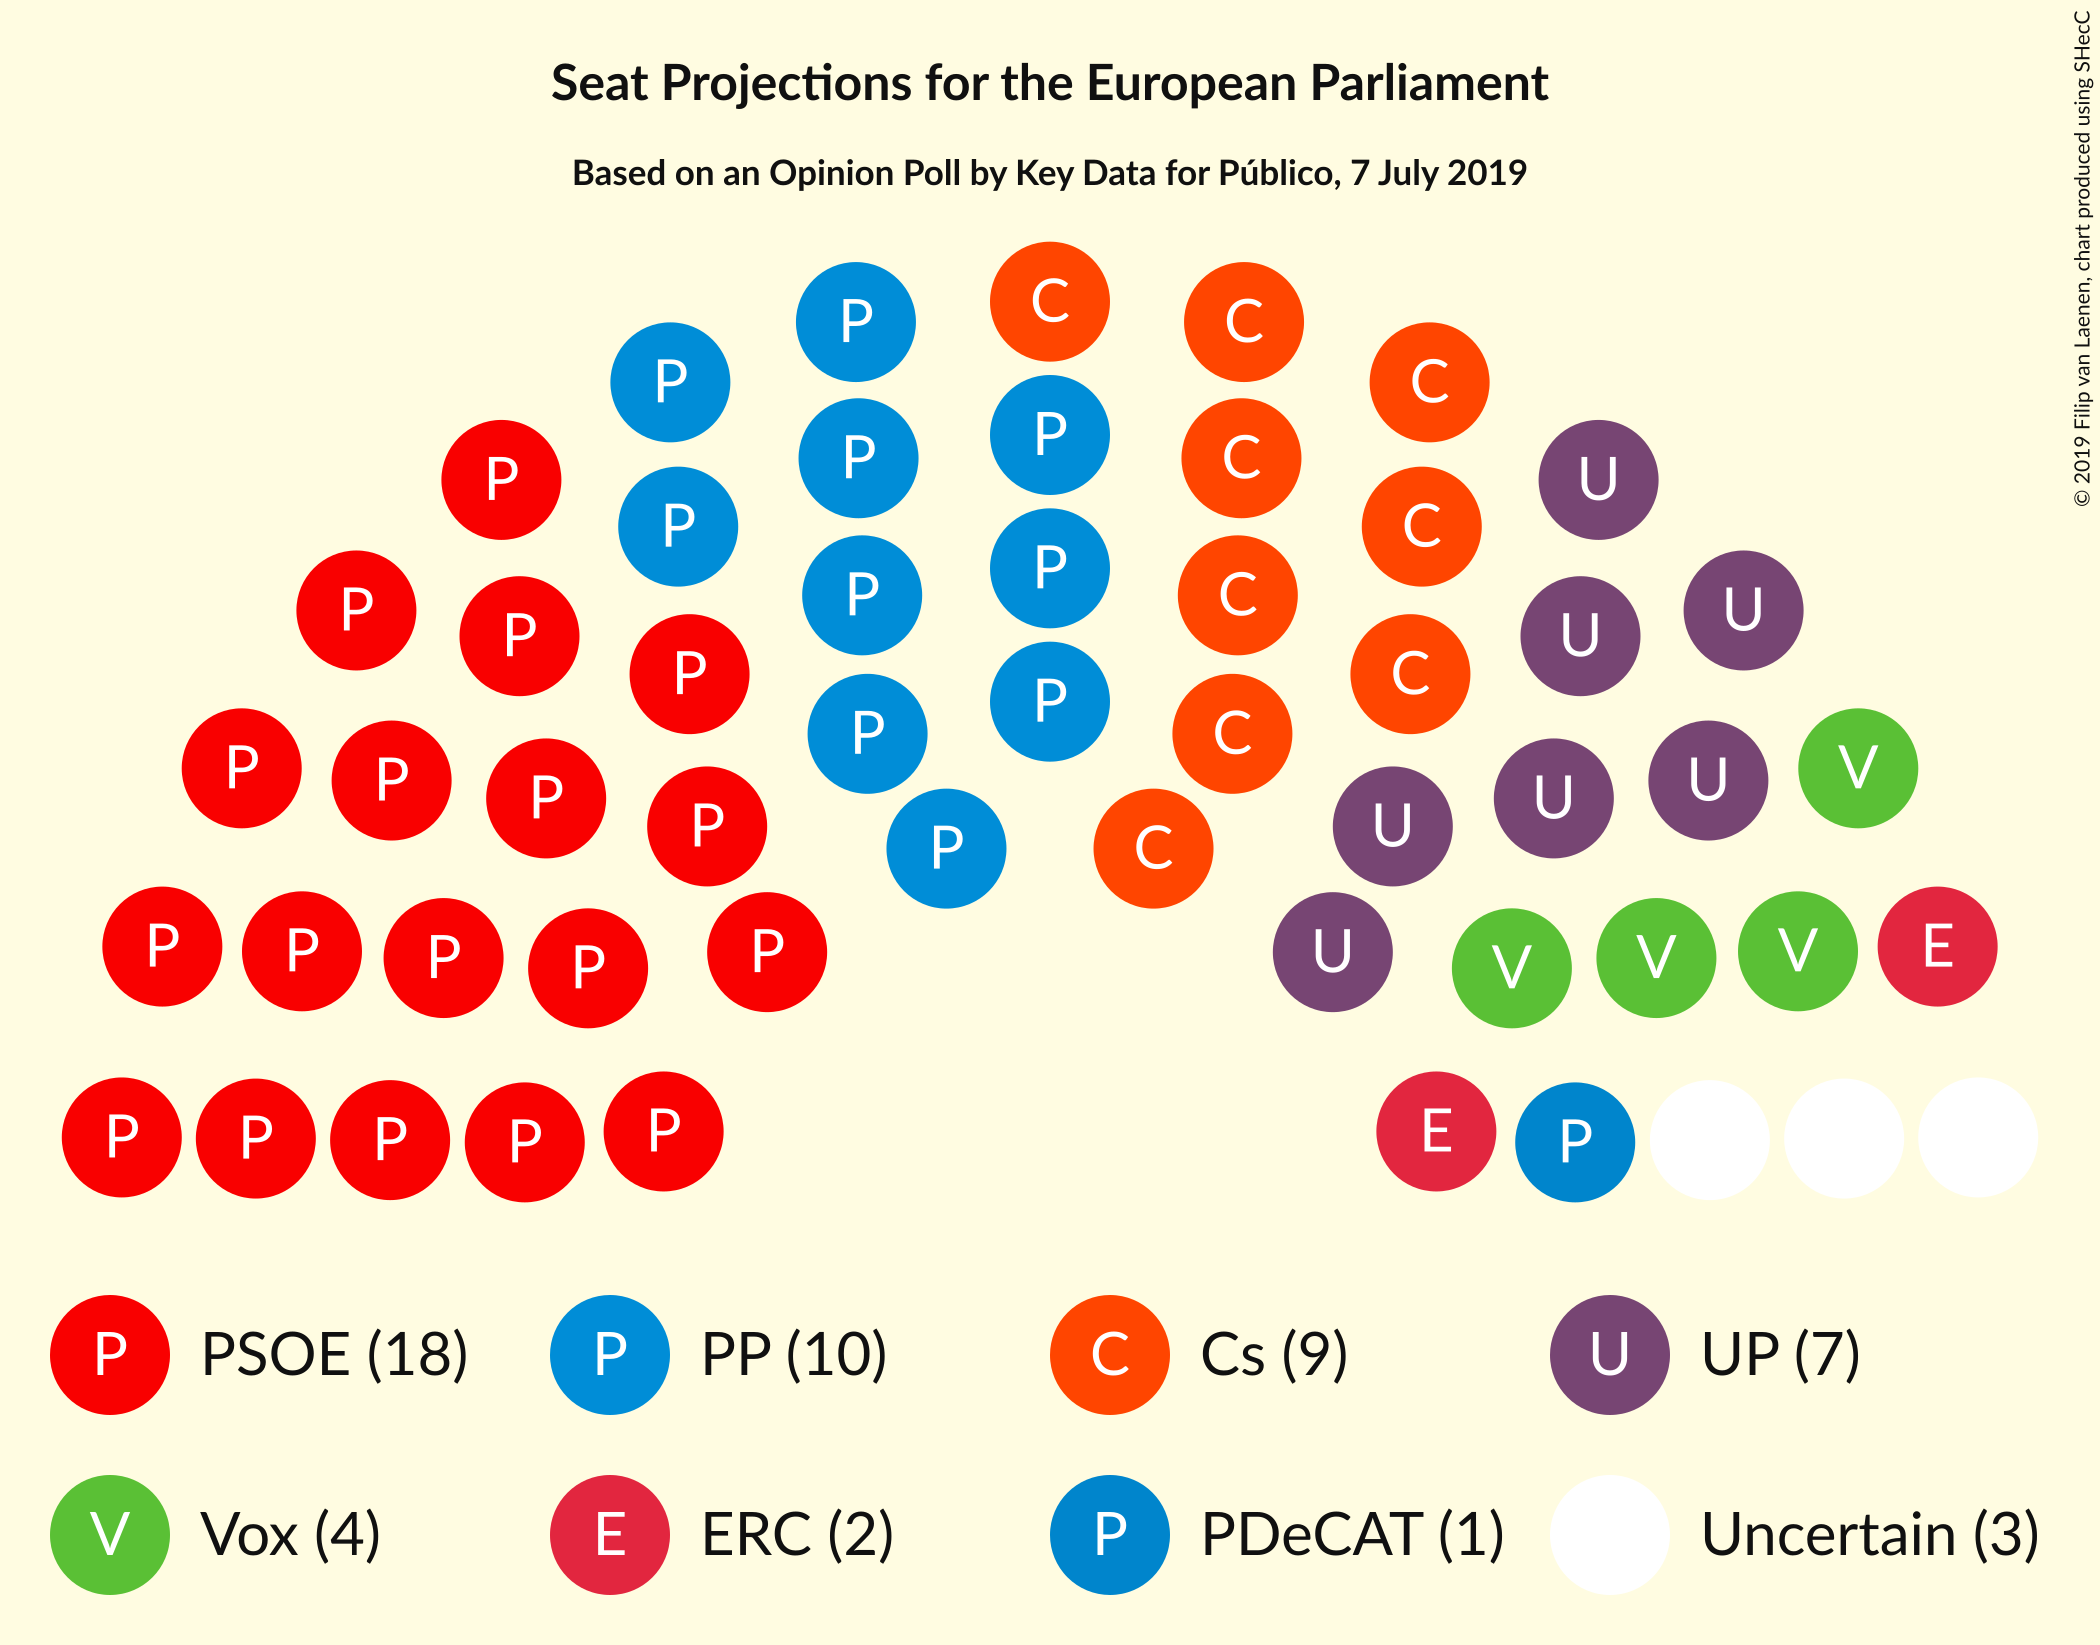 Seat Projections for the European Parliament
Based on an Opinion Poll by Key Data for Público, 7 July 2019
© 2019 Filip van Laenen, chart produced using SHecC
C
P C
P C
P
P C
P U
P C
P
P U
P C
P U
P
P P C
P C
P U
P V
P U
P U
P P C U
P E
P V
P P U
P V
P V
P E
P P
P P
P P
P PSOE (18) P PP (10) C Cs (9) U UP (7)
V Vox (4) E ERC (2) P PDeCAT (1) Uncertain (3)